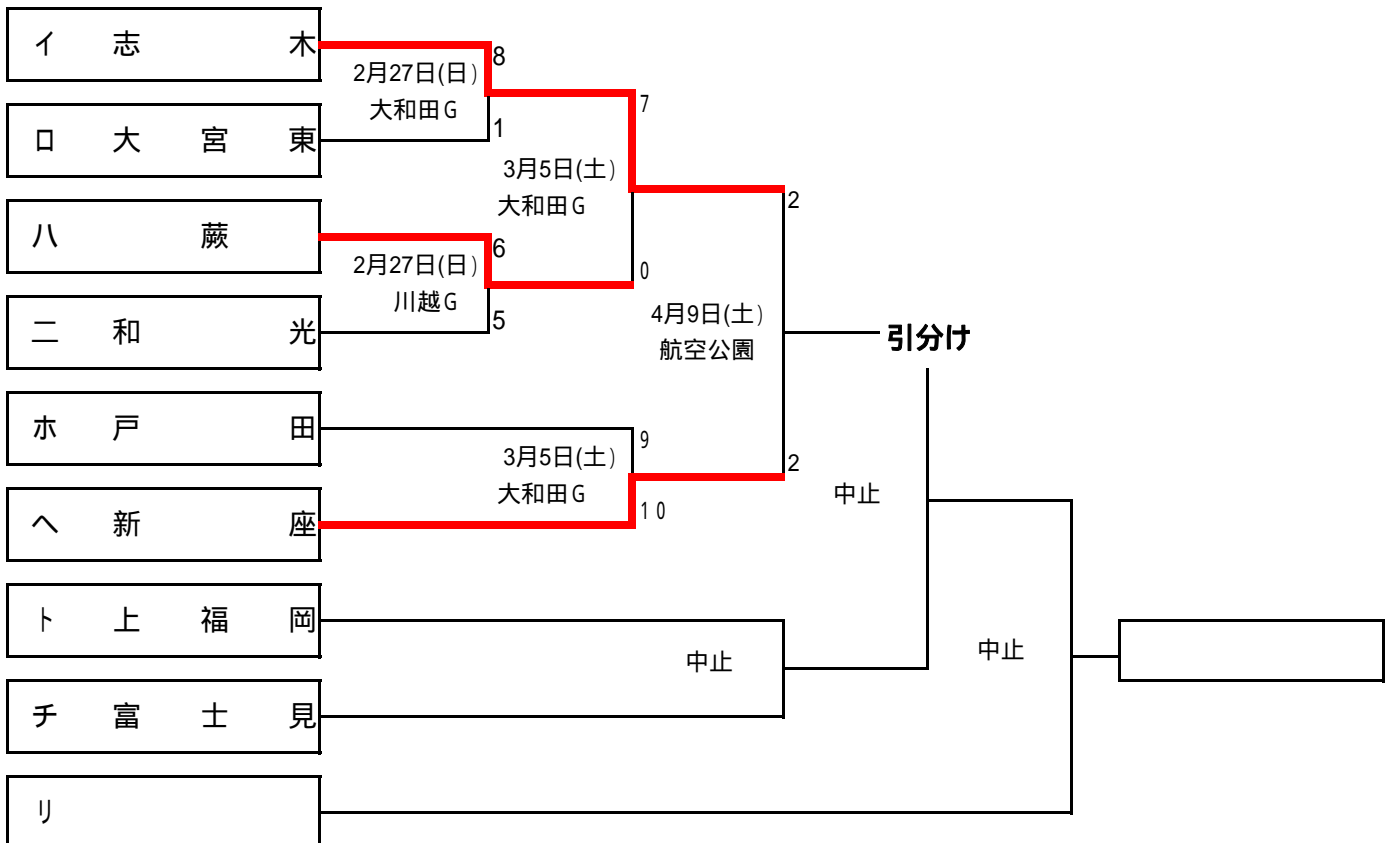 イ 志 木
8
2月27日(日)
大和田G
7
ロ 大 宮 東
1
3月5日(土)
大和田G
2
ハ 蕨
6
2月27日(日)
川越G
0
ニ 和 光
5
4月9日(土)
航空公園
引分け
ホ 戸 田
9
3月5日(土)
大和田G
2
中止
ヘ 新 座
10
ト 上 福 岡
中止
中止
チ 富 士 見
リ